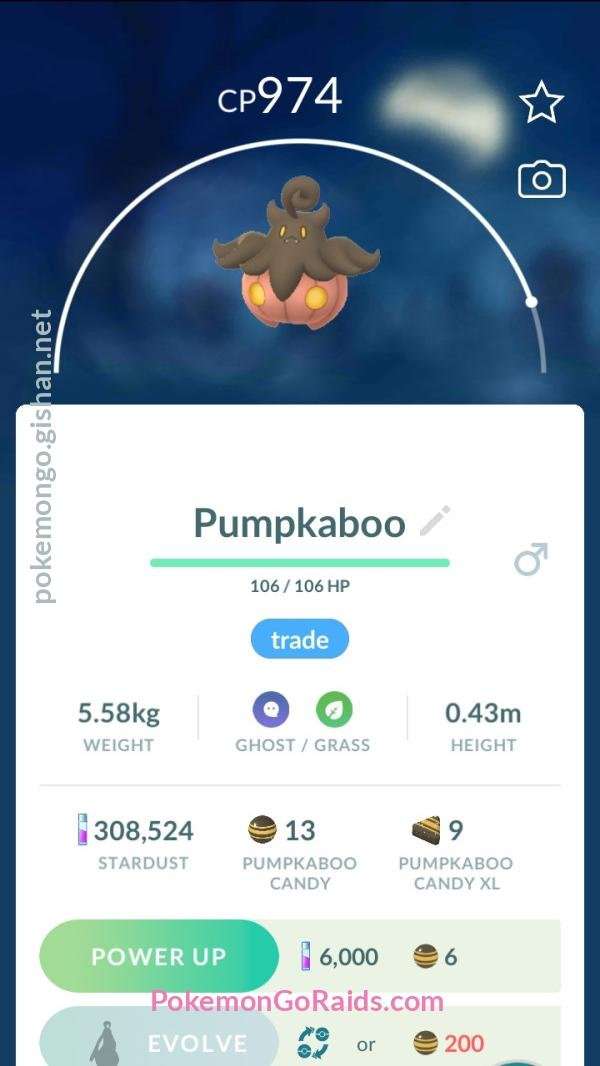 CP974
pokemongo.gishan.net
Pumpkaboo
106 / 106 HP
trade
5.58kg
WEIGHT
GHOST / GRASS
0.43m
HEIGHT
308,524
STARDUST
13
PUMPKABOO
CANDY
9
PUMPKABOO
CANDY XL
POWER UP 6,000 6
PokemonGoRaids.com
EVOLVE or 200